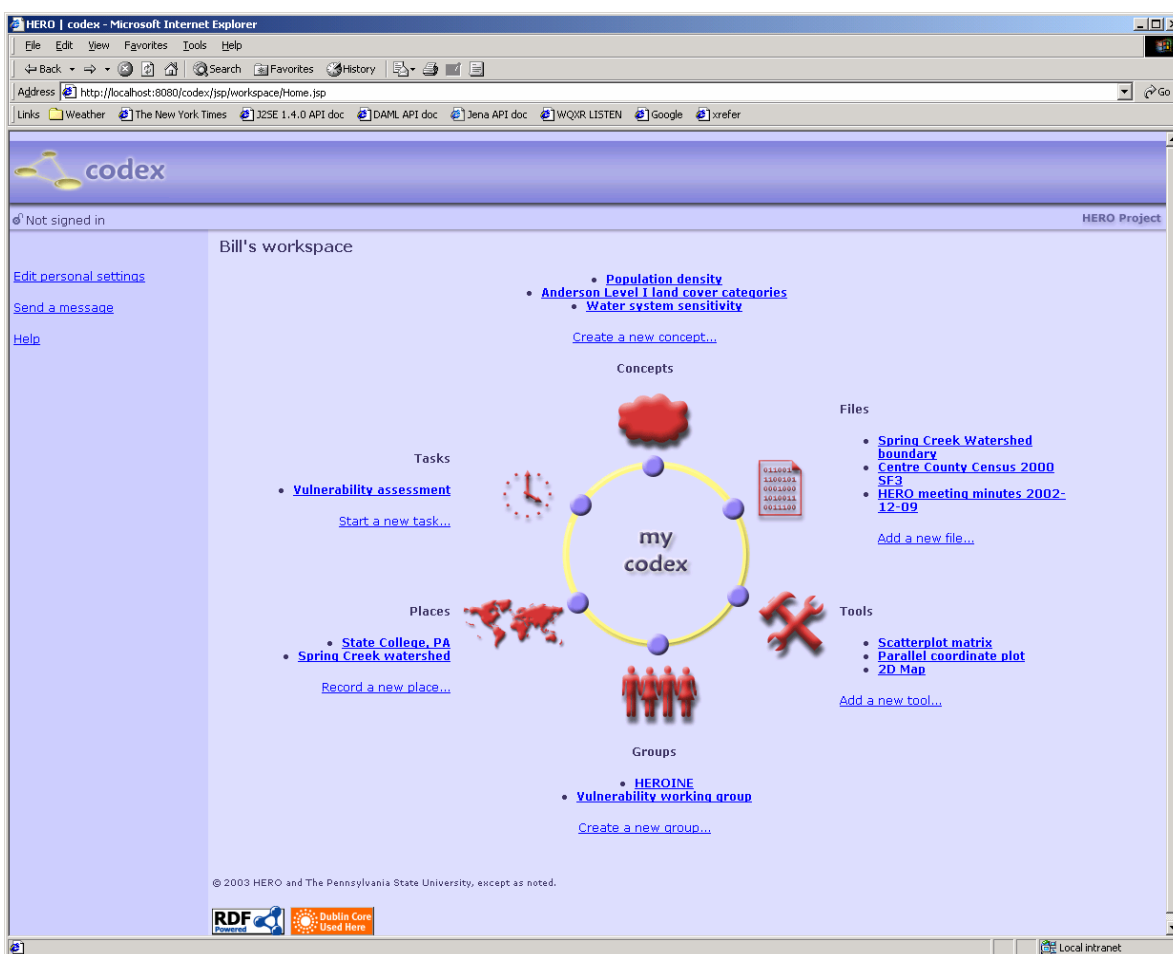 HERO | codex - Microsoft Internet Explorer
File Edit View Favorites Tools Help
Back Search Favorites History
Address http://localhost:8080/codex/jsp/workspace/Home.jsp Go
Links Weather The New York Times J2SE 1.4.0 API doc DAML API doc Jena API doc WQXR LISTEN Google xrefer
codex
Not signed in
HERO Project
Edit personal settings
Send a message
Help
Bill's workspace
• Population density
• Anderson Level I land cover categories
• Water system sensitivity
Create a new concept...
Concepts
Files
• Spring Creek Watershed
boundary
• Centre County Census 2000
SF3
• HERO meeting minutes 2002-
12-09
Add a new file...
Tasks
• Vulnerability assessment
Start a new task...
011001
1100101
0001000
1010011
0011100
my
codex
Places
• State College, PA
• Spring Creek watershed
Record a new place...
Tools
• Scatterplot matrix
• Parallel coordinate plot
• 2D Map
Add a new tool...
Groups
• HEROINE
• Vulnerability working group
Create a new group...
© 2003 HERO and The Pennsylvania State University, except as noted.
RDF
Powered
Dublin Core
Used Here
Local intranet